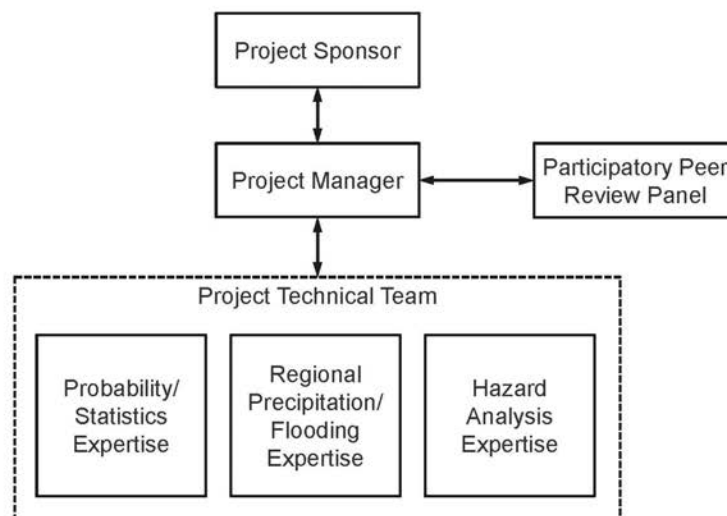 Project Sponsor
Project Manager
Participatory Peer
Review Panel
Project Technical Team
Probability/
Statistics
Expertise
Regional
Precipitation/
Flooding
Expertise
Hazard
Analysis
Expertise